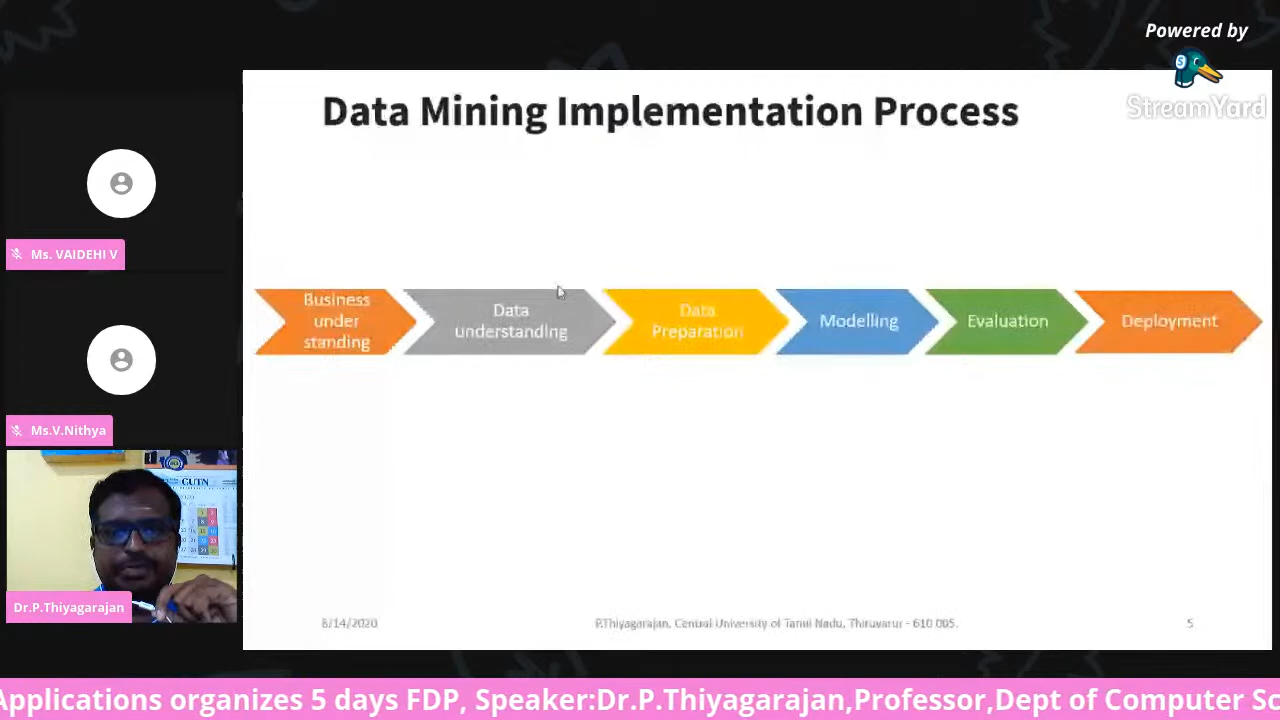 Powered by
StreamYard
Data Mining Implementation Process
Ms. VAIDEHI V
Business
under
standing
Data
understanding
Data
Preparation
Modelling
Evaluation
Deployment
Ms.V.Nithya
CUTN
Dr.P.Thiyagarajan
8/14/2020
P.Thiyagarajan, Central University of Tamil Nadu, Thiruvarur - 610 005.
5
Applications organizes 5 days FDP, Speaker:Dr.P.Thiyagarajan,Professor,Dept of Computer Sc